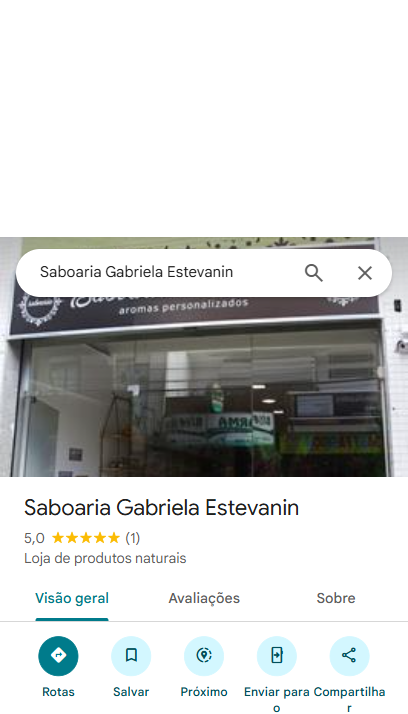 Saboaria Gabriela Estevanin
aromas personalizados
Saboaria Gabriela Estevanin
5,0 ★★★★★ (1)
Loja de produtos naturais
Visão geral Avaliações Sobre
Rotas Salvar Próximo Enviar para o Compartilhar